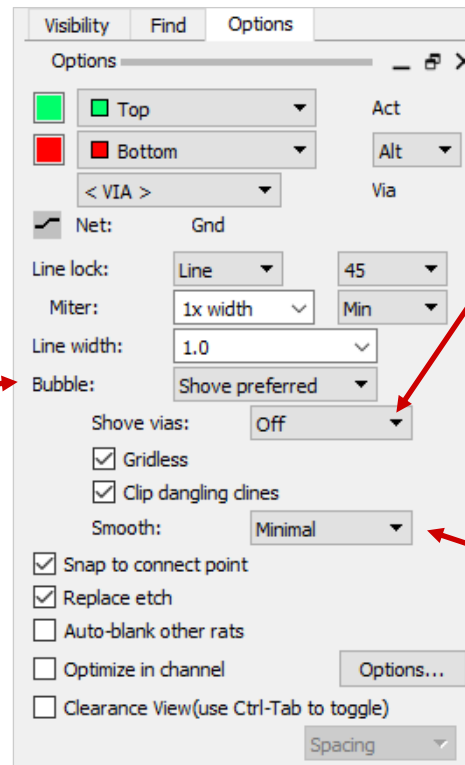 Visibility Find Options
Options
Top Act
Bottom Alt
< VIA > Via
Net: Gnd
Line lock: Line 45
Miter: 1x width Min
Line width: 1.0
Bubble: Shove preferred
Shove vias: Off
Gridless
Clip dangling clines
Smooth: Minimal
Snap to connect point
Replace etch
Auto-blank other rats
Optimize in channel Options...
Clearance View(use Ctrl-Tab to toggle)
Spacing